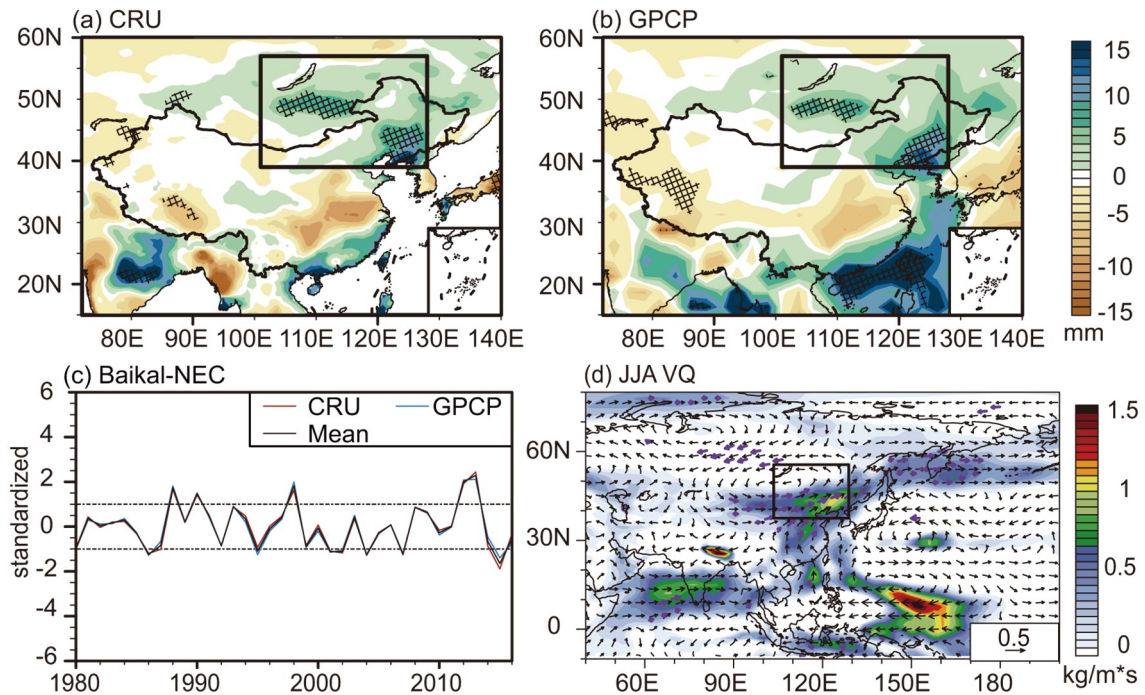 (a) CRU
60N
50N
40N
30N
20N
80E 90E 100E 110E 120E 130E 140E
(b) GPCP
60N
50N
40N
30N
20N
80E 90E 100E 110E 120E 130E 140E
15
10
5
0
-5
-10
-15
mm
(c) Baikal-NEC
CRU GPCP
Mean
standardized
6
4
2
0
-2
-4
-6
1980 1990 2000 2010
(d) JJA VQ
60N
30N
0
60E 90E 120E 150E 180
0.5
1.5
1
0.5
0
kg/m*s